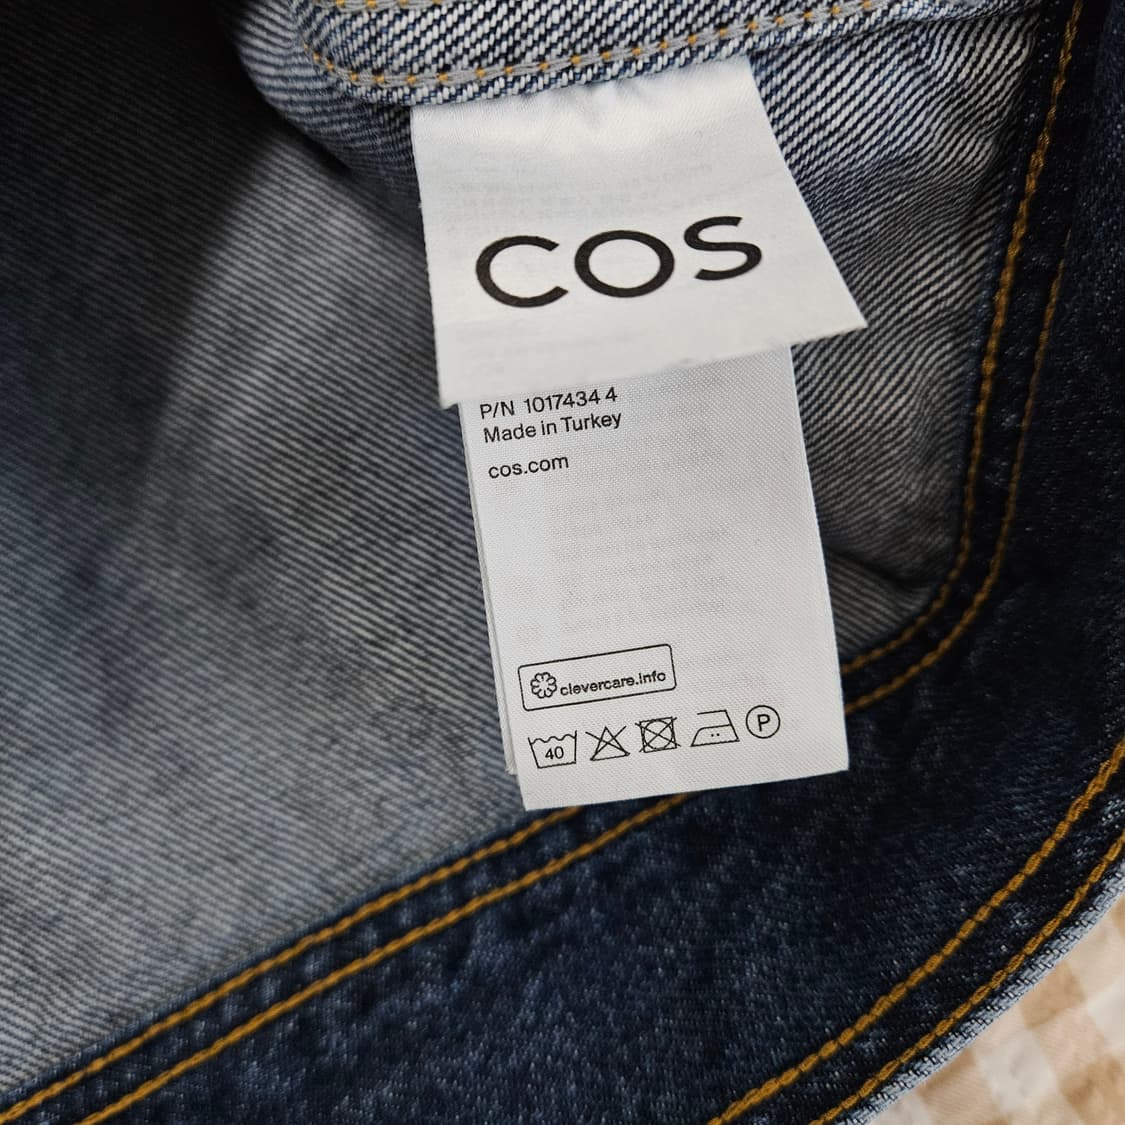 COS
P/N 1017434 4
Made in Turkey
cos.com
clevercare.info
40 P